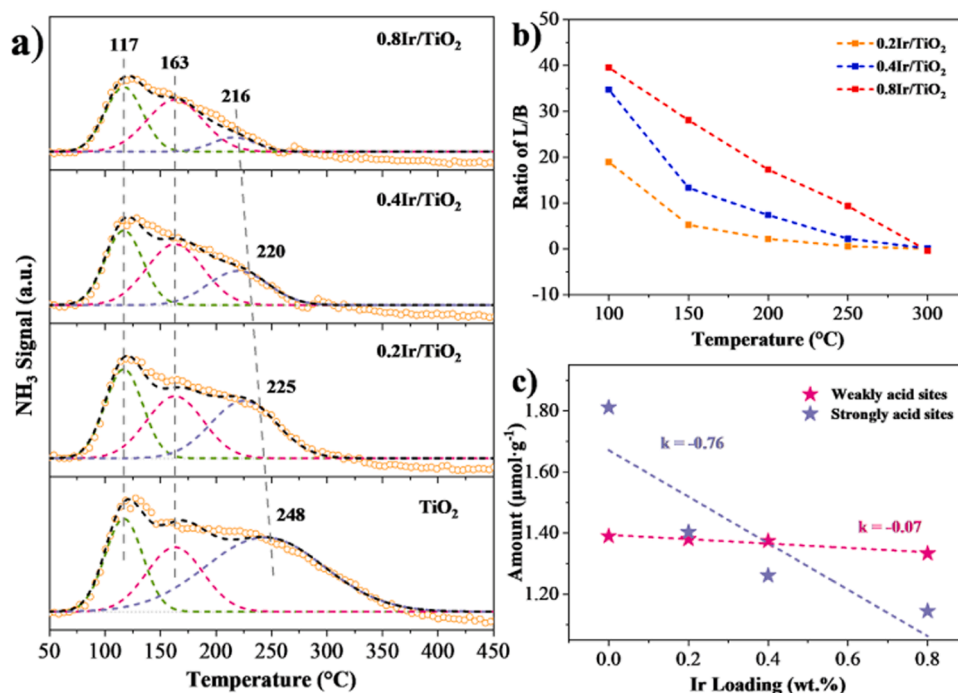 a)
117
163
216
0.8Ir/TiO2
220
0.4Ir/TiO2
225
0.2Ir/TiO2
248
TiO2
NH3 Signal (a.u.)
50 100 150 200 250 300 350 400 450
Temperature (°C)
b)
0.2Ir/TiO2
0.4Ir/TiO2
0.8Ir/TiO2
Ratio of L/B
50
40
30
20
10
0
-10
100 150 200 250 300
Temperature (°C)
c)
Weakly acid sites
Strongly acid sites
k = -0.76
k = -0.07
Amount (μmol·g-1)
1.80
1.60
1.40
1.20
0.0 0.2 0.4 0.6 0.8
Ir Loading (wt.%)